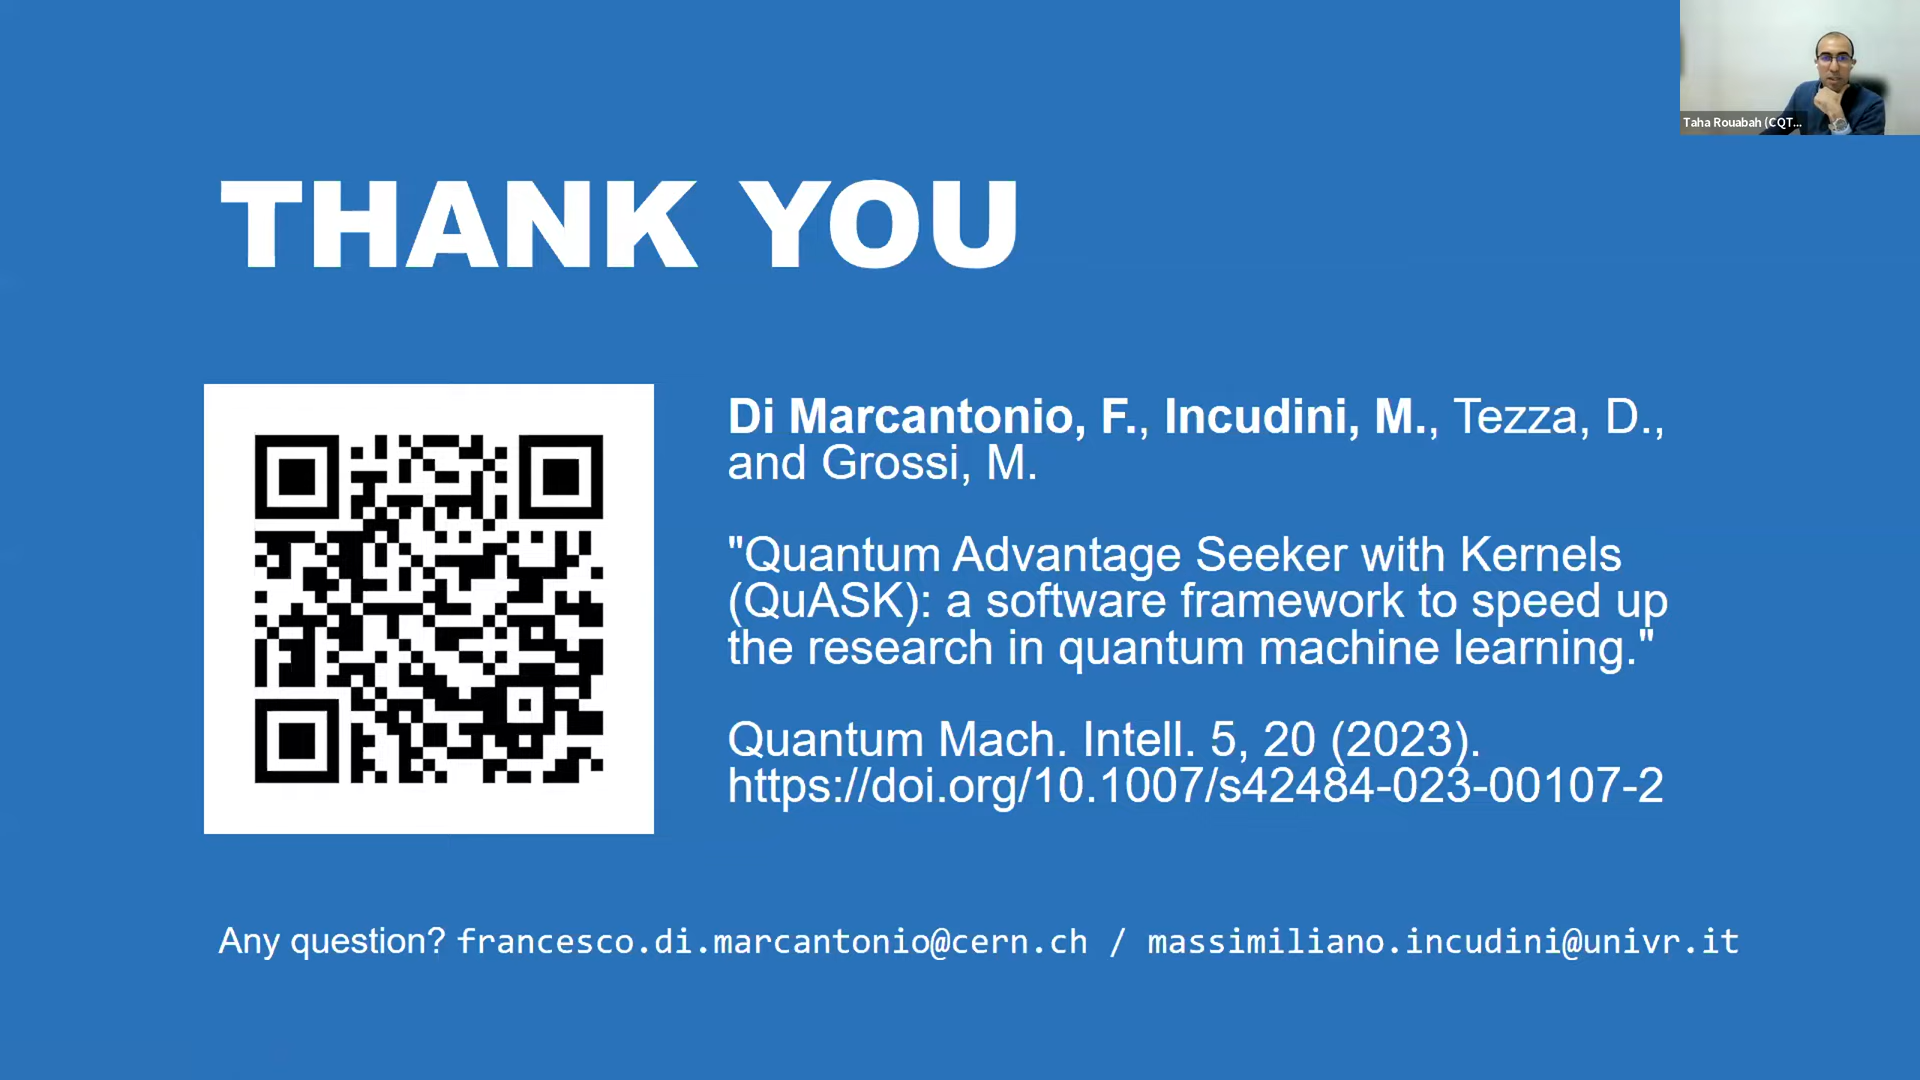 Taha Rouabah (CQT...
THANK YOU
Di Marcantonio, F., Incudini, M., Tezza, D.,
and Grossi, M.
"Quantum Advantage Seeker with Kernels
(QuASK): a software framework to speed up
the research in quantum machine learning."
Quantum Mach. Intell. 5, 20 (2023).
https://doi.org/10.1007/s42484-023-00107-2
Any question? francesco.di.marcantonio@cern.ch / massimiliano.incudini@univr.it